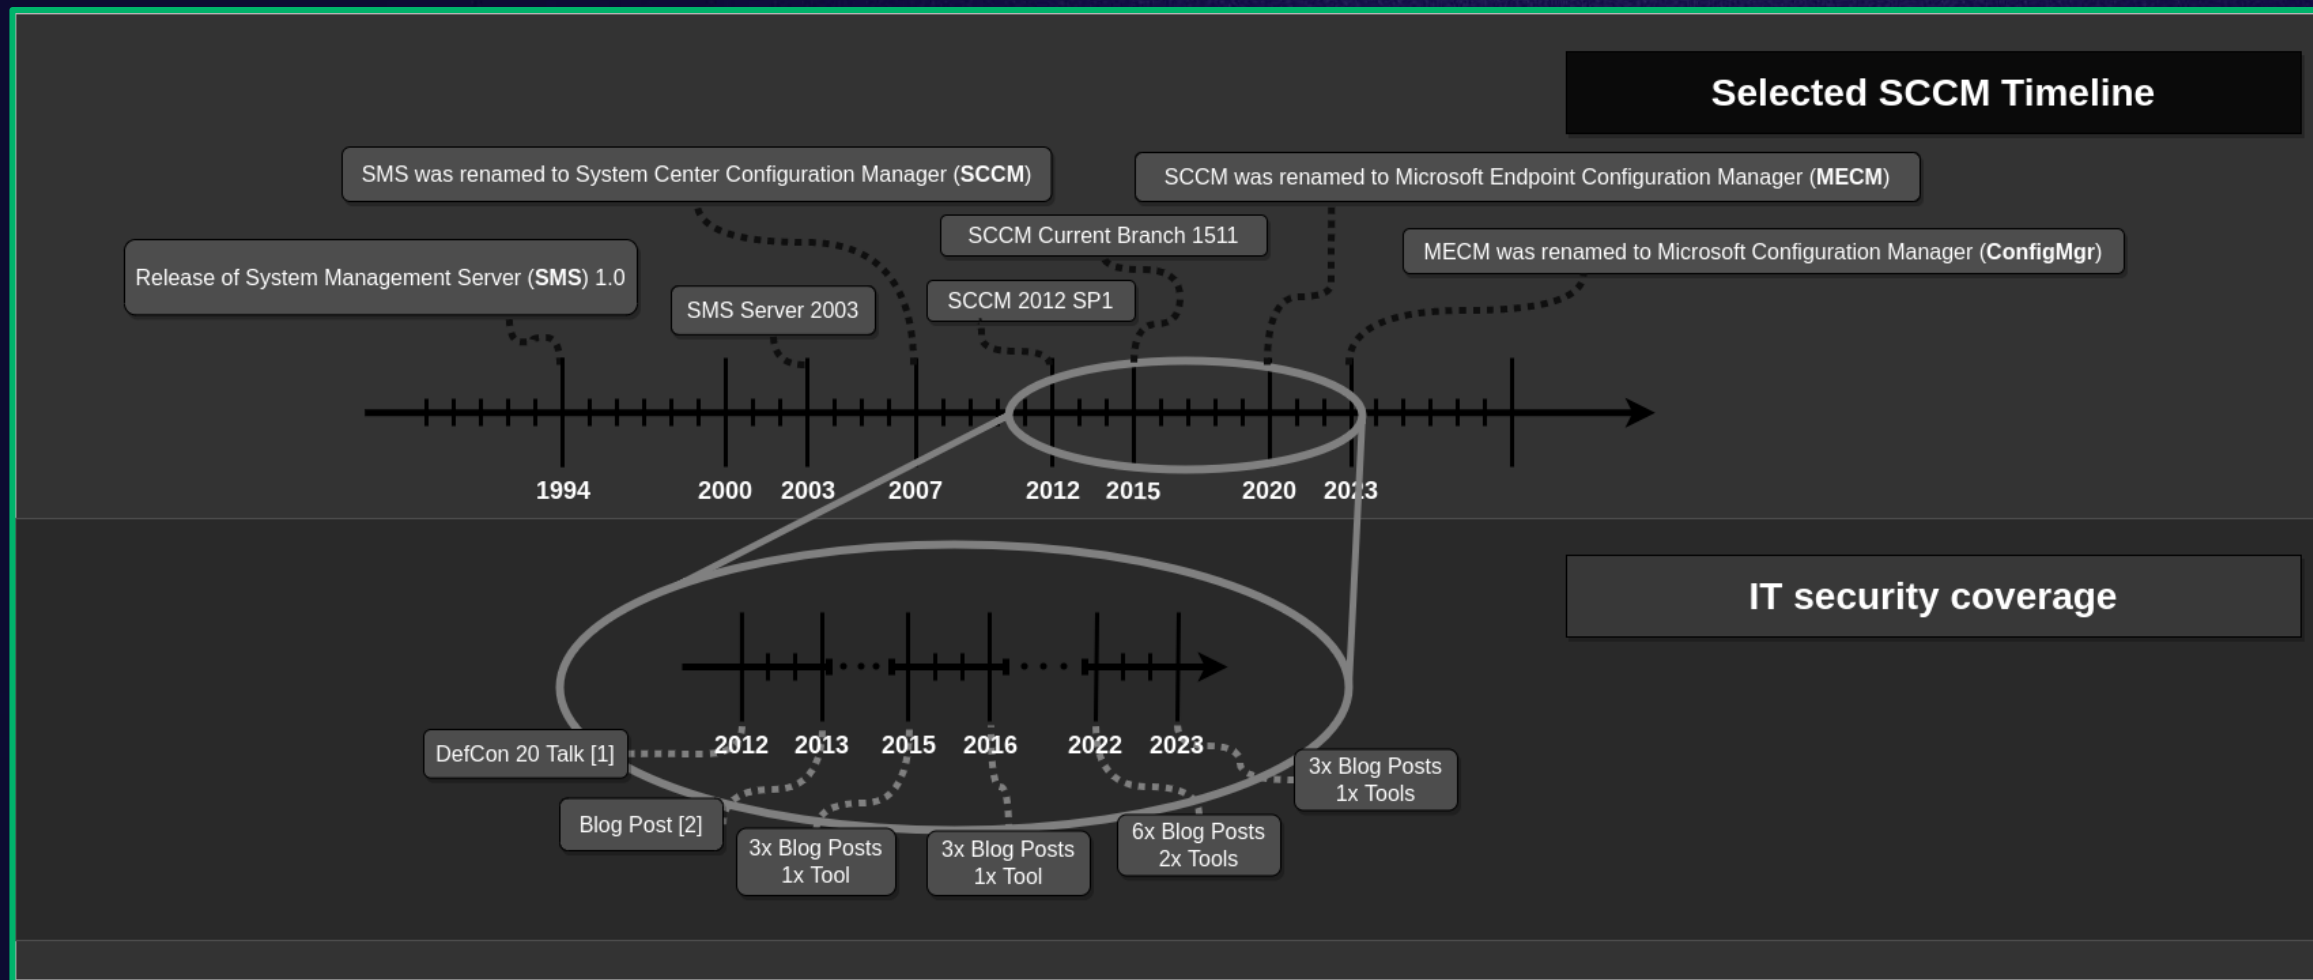 Selected SCCM Timeline
SMS was renamed to System Center Configuration Manager (SCCM)
SCCM was renamed to Microsoft Endpoint Configuration Manager (MECM)
SCCM Current Branch 1511
MECM was renamed to Microsoft Configuration Manager (ConfigMgr)
Release of System Management Server (SMS) 1.0
SMS Server 2003
SCCM 2012 SP1
1994 2000 2003 2007 2012 2015 2020 2023
IT security coverage
2012 2013 2015 2016 2022 2023
DefCon 20 Talk [1]
Blog Post [2]
3x Blog Posts
1x Tool
3x Blog Posts
1x Tool
6x Blog Posts
2x Tools
3x Blog Posts
1x Tools